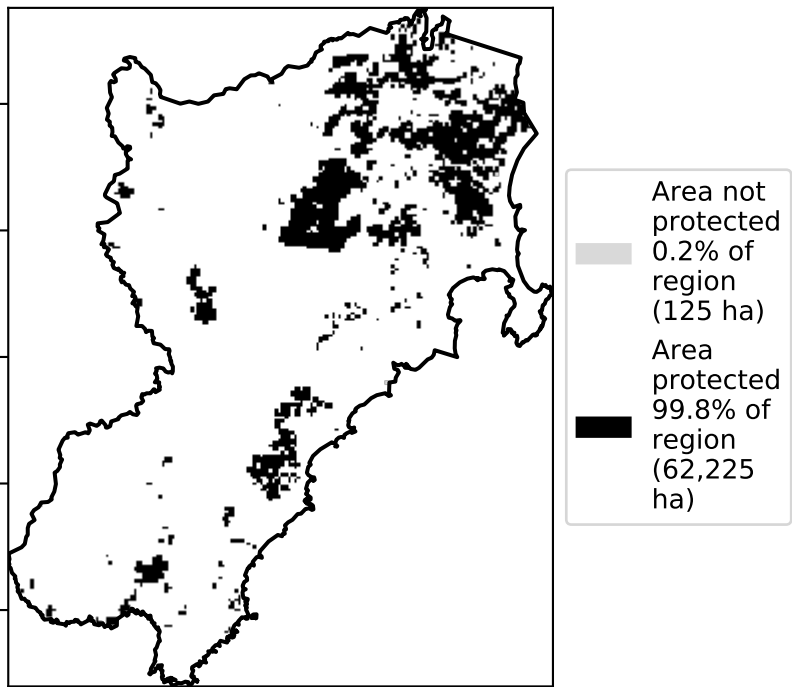 Area not
protected
0.2% of
region
(125 ha)
Area
protected
99.8% of
region
(62,225
ha)